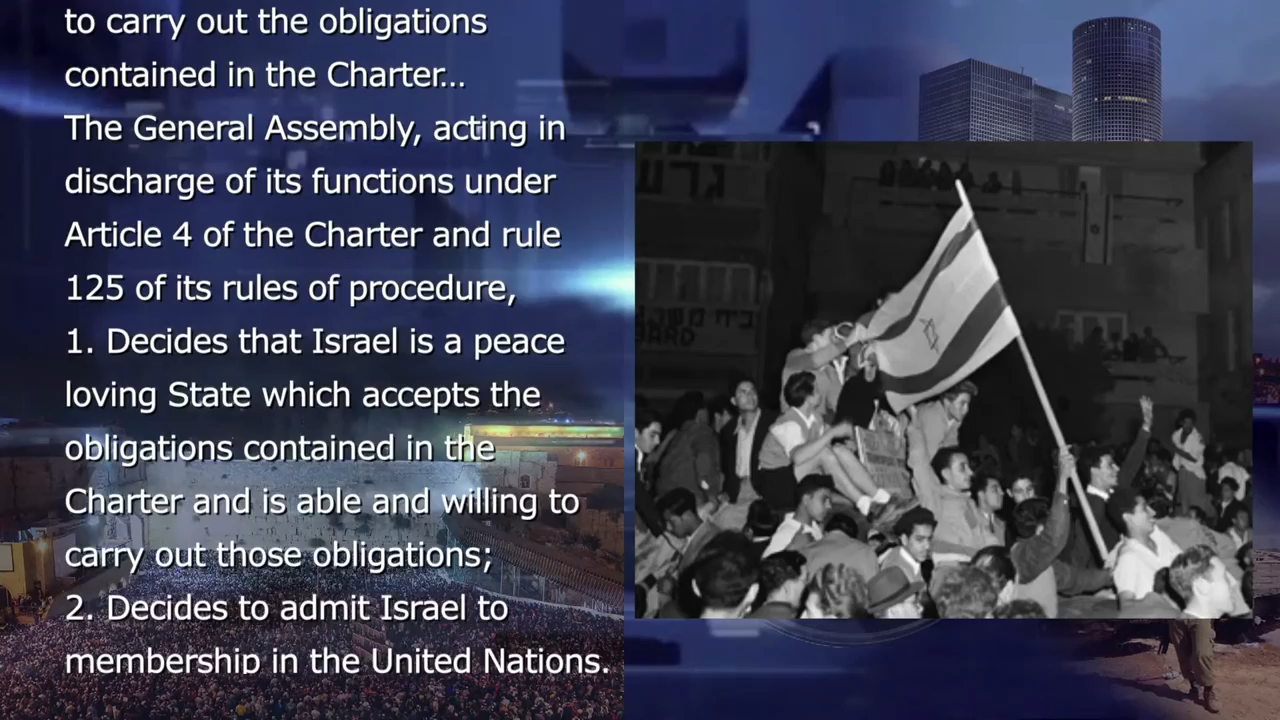 to carry out the obligations
contained in the Charter...
The General Assembly, acting in
discharge of its functions under
Article 4 of the Charter and rule
125 of its rules of procedure,
1. Decides that Israel is a peace
loving State which accepts the
obligations contained in the
Charter and is able and willing to
carry out those obligations;
2. Decides to admit Israel to
membership in the United Nations.